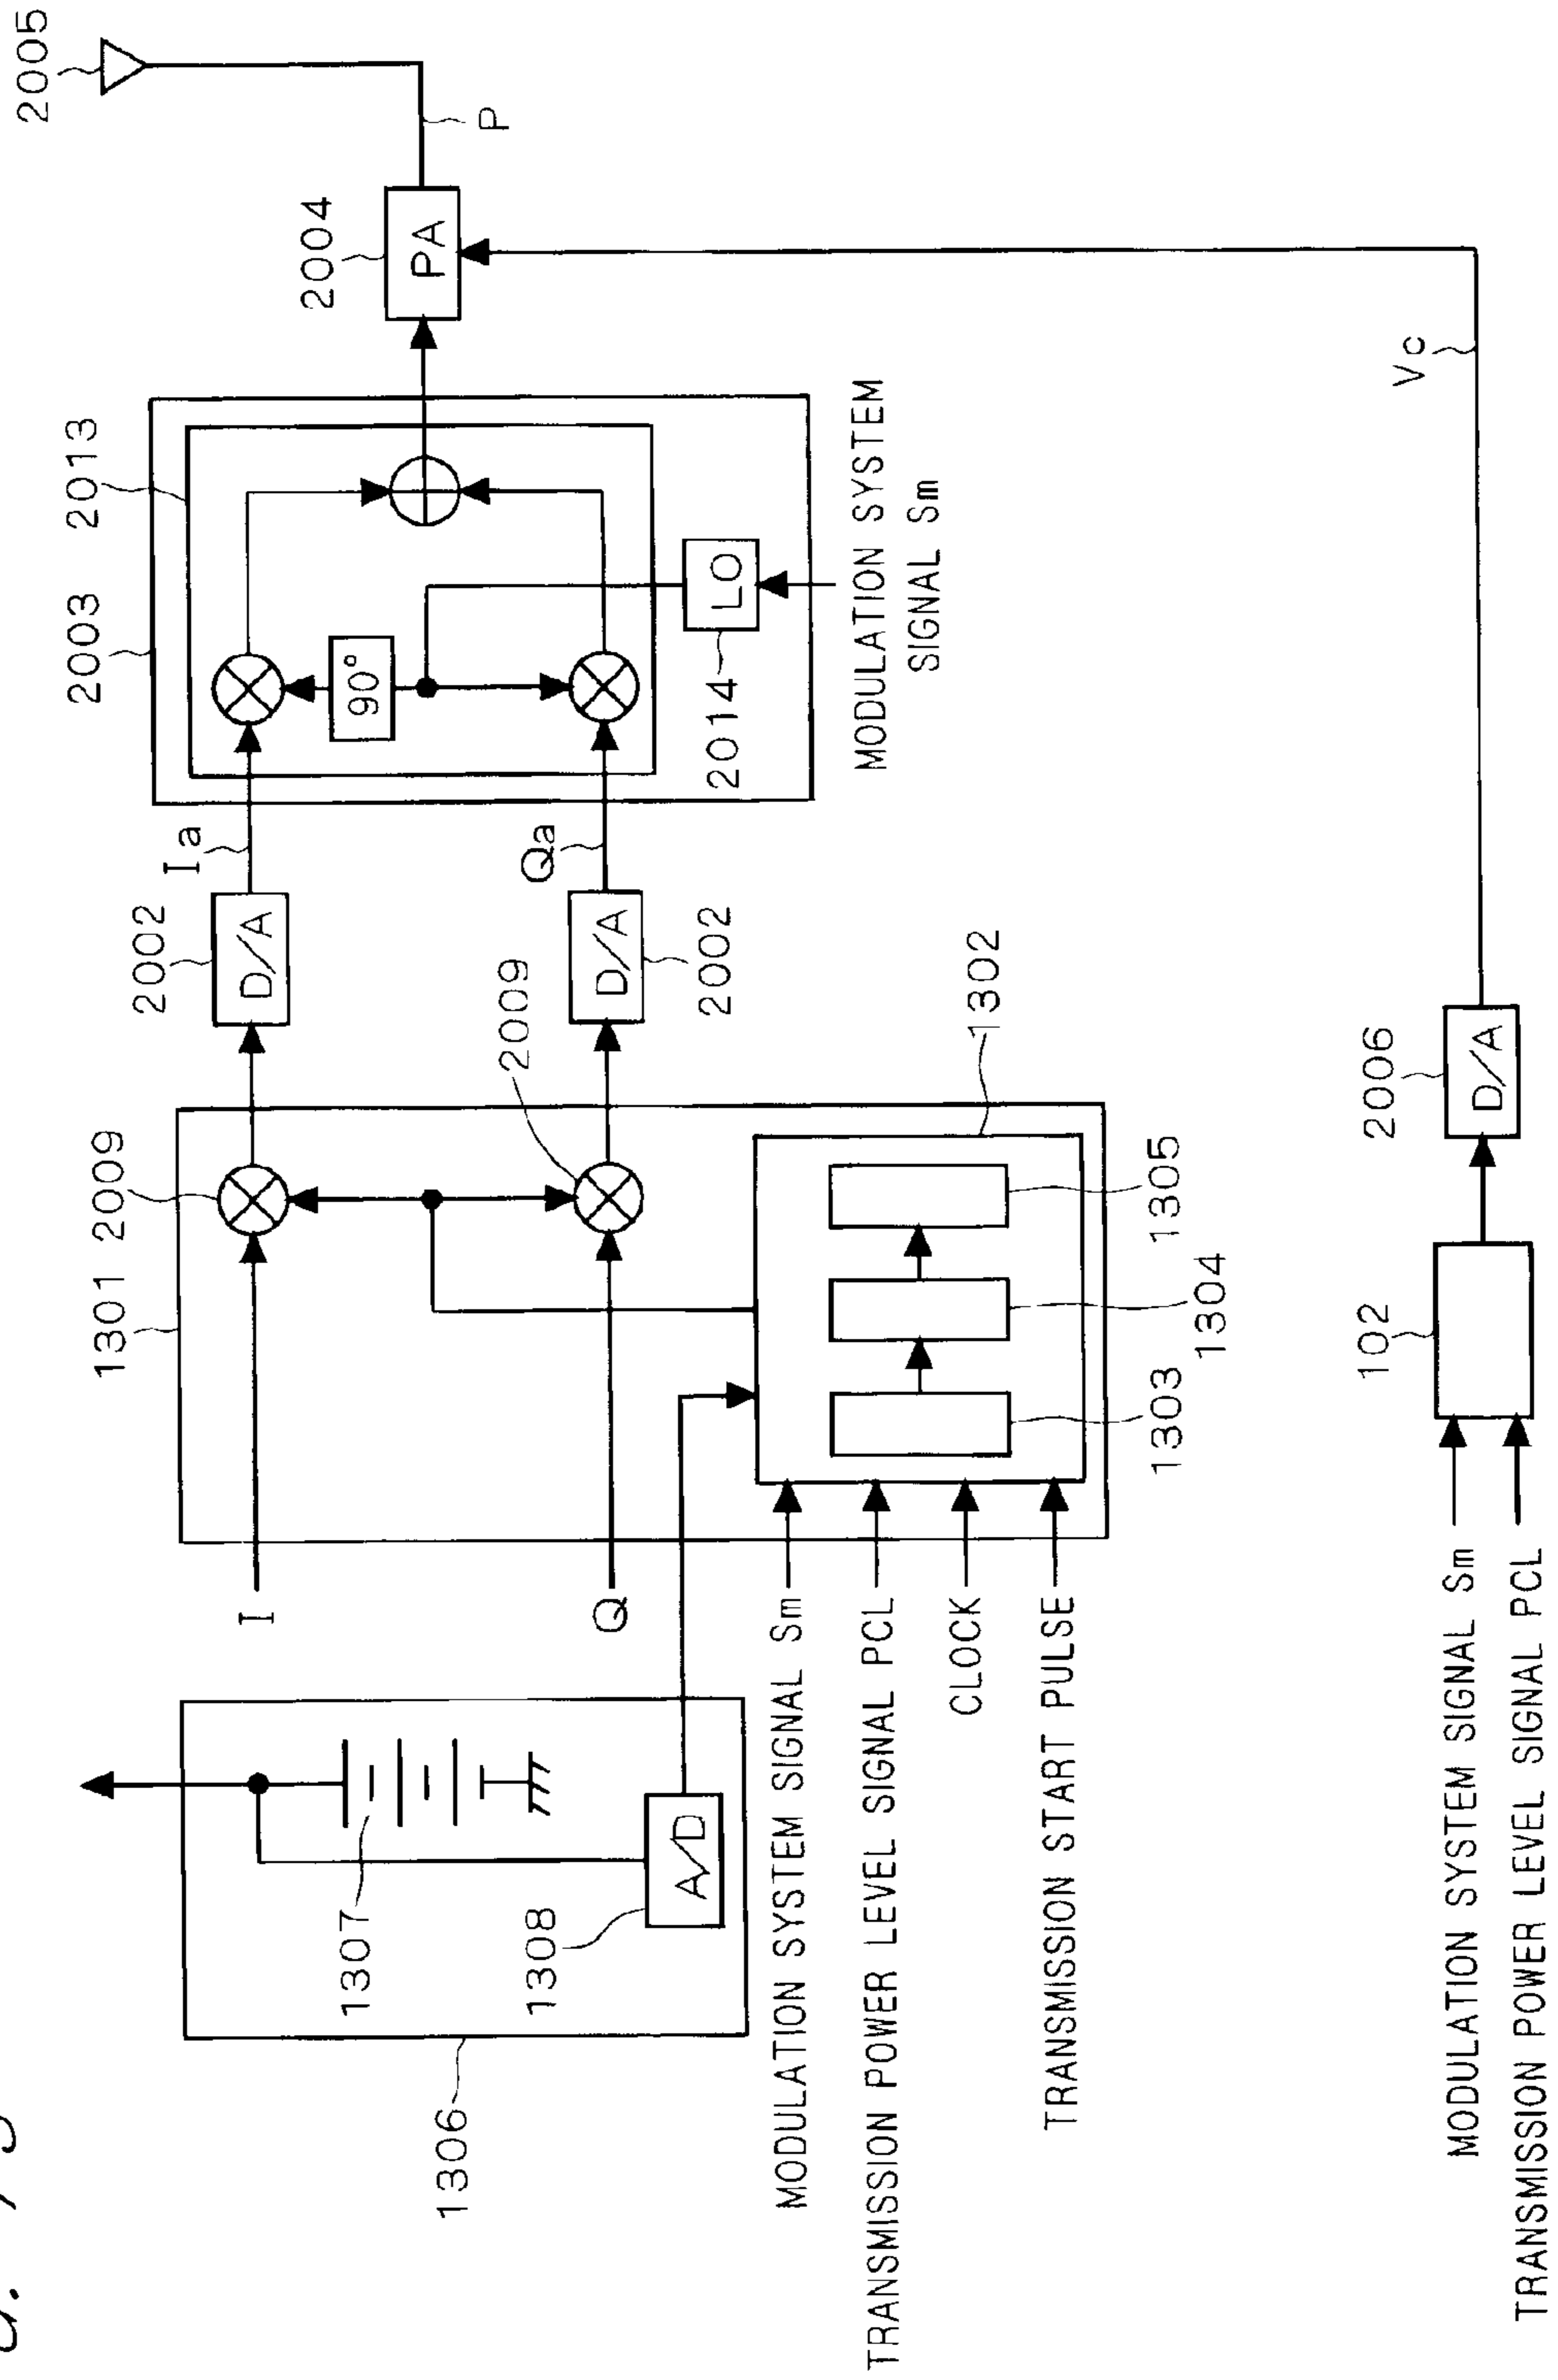 2005
P
2004
PA
2013
2003
90°
LO
2014
MODULATION SYSTEM
SIGNAL Sm
Ia
Qa
2002
D/A
D/A
2002
2009
1301 2009
1302
1305
1304
1303
I
Q
MODULATION SYSTEM SIGNAL Sm
TRANSMISSION POWER LEVEL SIGNAL PCL
CLOCK
TRANSMISSION START PULSE
1307
1308
A/D
1306
Vc
2006
D/A
102
MODULATION SYSTEM SIGNAL Sm
TRANSMISSION POWER LEVEL SIGNAL PCL